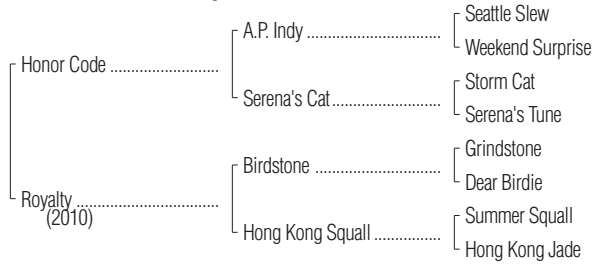 Seattle Slew
A.P. Indy ..............................
Weekend Surprise
Honor Code ........................
Storm Cat
Serena's Cat........................
Serena's Tune
Grindstone
Birdstone ............................
Dear Birdie
Royalty ................................
(2010)
Summer Squall
Hong Kong Squall ...............
Hong Kong Jade